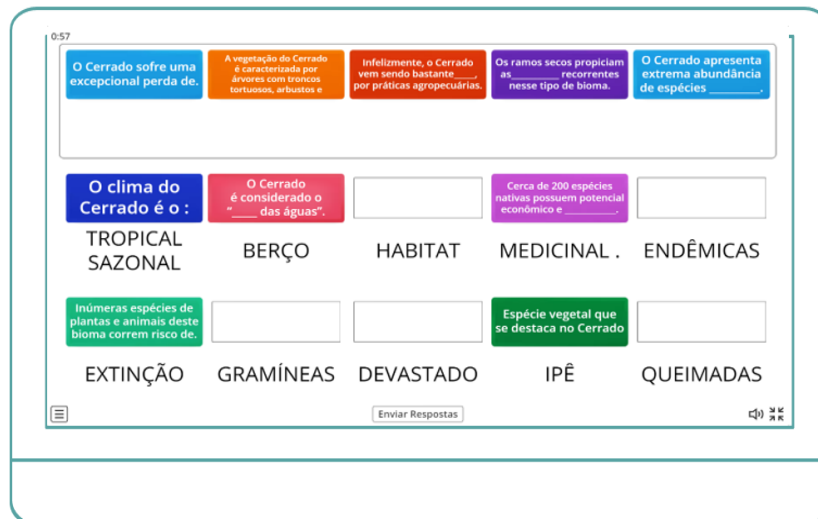 0:57
O Cerrado sofre uma
excepcional perda de.
A vegetação do Cerrado
é caracterizada por
árvores com troncos
tortuosos, arbustos e
Infelizmente, o Cerrado
vem sendo bastante____,
por práticas agropecuárias.
Os ramos secos propiciam
as_________ recorrentes
nesse tipo de bioma.
O Cerrado apresenta
extrema abundância
de espécies _________.
O clima do
Cerrado é o :
O Cerrado
é considerado o
"____ das águas".
Cerca de 200 espécies
nativas possuem potencial
econômico e __________.
TROPICAL
SAZONAL
BERÇO
HABITAT
MEDICINAL .
ENDÊMICAS
Inúmeras espécies de
plantas e animais deste
bioma correm risco de.
Espécie vegetal que
se destaca no Cerrado
EXTINÇÃO
GRAMÍNEAS
DEVASTADO
IPÊ
QUEIMADAS
Enviar Respostas